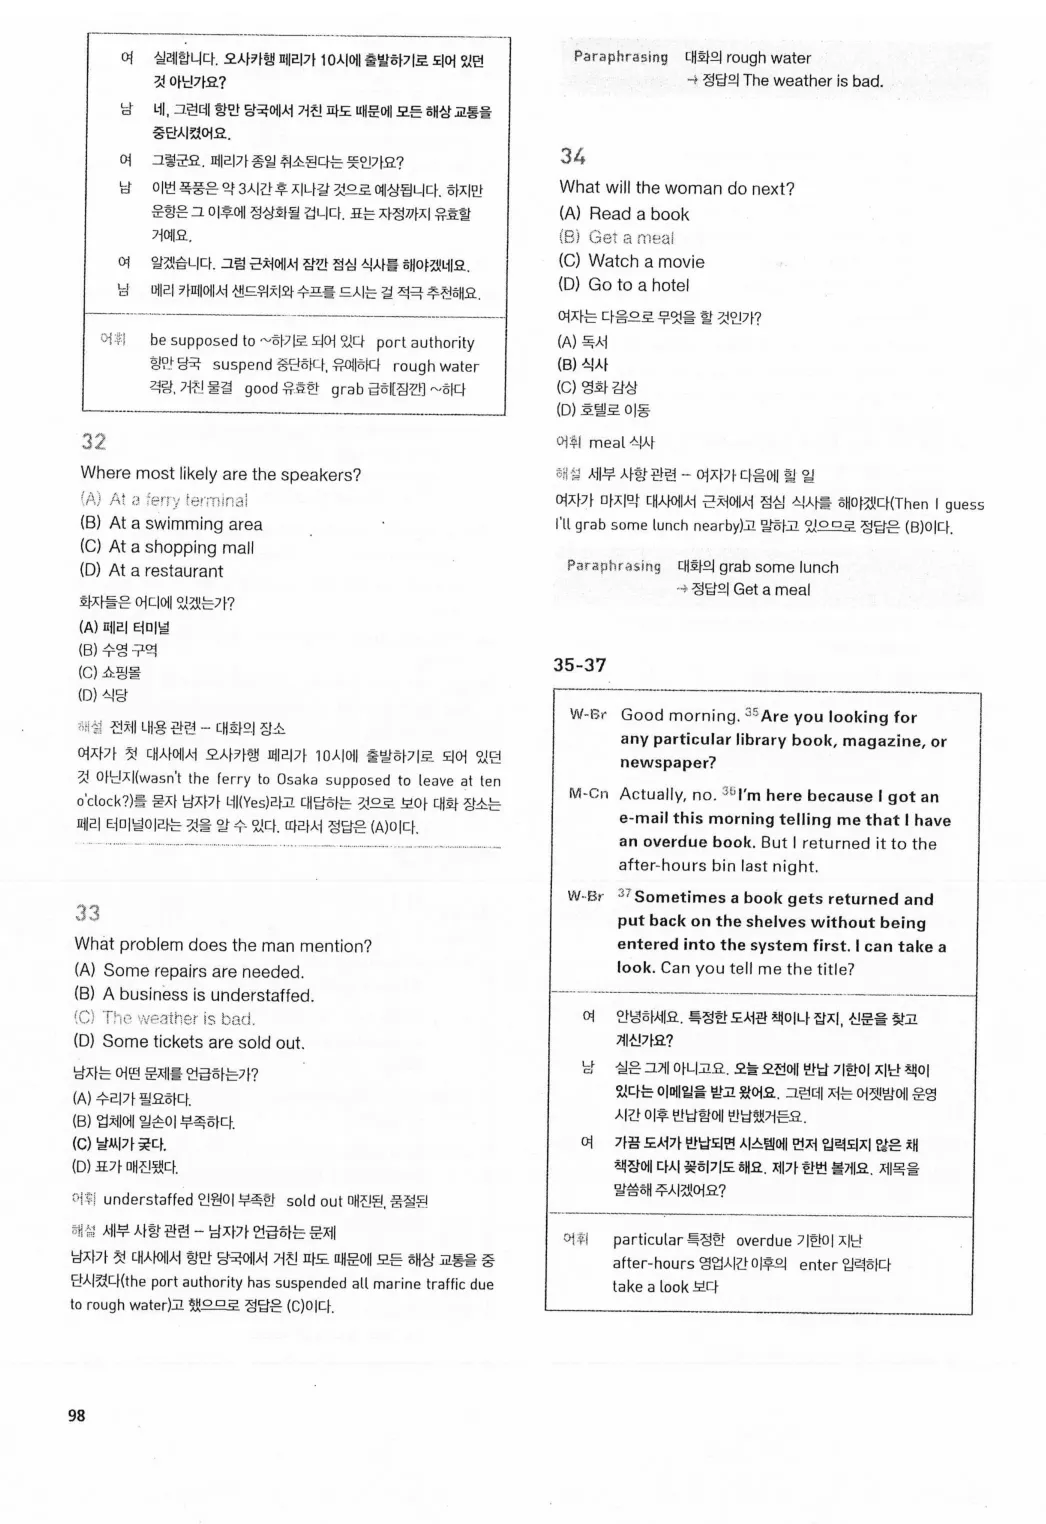 여 실례합니다. 오사카행 페리가 10시에 출발하기로 되어 있던
것 아닌가요?
남 네, 그런데 항만 당국에서 거친 파도 때문에 모든 해상 교통을
중단시켰어요.
여 그렇군요. 페리가 종일 취소된다는 뜻인가요?
남 이번 폭풍은 약 3시간 후 지나갈 것으로 예상됩니다. 하지만
운항은 그 이후에 정상화될 겁니다. 표는 자정까지 유효할
거예요.
여 알겠습니다. 그럼 근처에서 잠깐 점심 식사를 해야겠네요.
남 메리 카페에서 샌드위치와 수프를 드시는 걸 적극 추천해요.
어휘 be supposed to ~하기로 되어 있다 port authority
항만 당국 suspend 중단하다, 유예하다 rough water
격랑, 거친 물결 good 유효한 grab 급히[잠깐] ~하다
32
Where most likely are the speakers?
(A) At a ferry terminal
(B) At a swimming area
(C) At a shopping mall
(D) At a restaurant
화자들은 어디에 있겠는가?
(A) 페리 터미널
(B) 수영 구역
(C) 쇼핑몰
(D) 식당
해설 전체 내용 관련 – 대화의 장소
여자가 첫 대사에서 오사카행 페리가 10시에 출발하기로 되어 있던
것 아닌지(wasn't the ferry to Osaka supposed to leave at ten
o'clock?)를 묻자 남자가 네(Yes)라고 대답하는 것으로 보아 대화 장소는
페리 터미널이라는 것을 알 수 있다. 따라서 정답은 (A)이다.
33
What problem does the man mention?
(A) Some repairs are needed.
(B) A business is understaffed.
(C) The weather is bad.
(D) Some tickets are sold out.
남자는 어떤 문제를 언급하는가?
(A) 수리가 필요하다.
(B) 업체에 일손이 부족하다.
(C) 날씨가 궂다.
(D) 표가 매진됐다.
어휘 understaffed 인원이 부족한 sold out 매진된, 품절된
해설 세부 사항 관련 – 남자가 언급하는 문제
남자가 첫 대사에서 항만 당국에서 거친 파도 때문에 모든 해상 교통을 중
단시켰다(the port authority has suspended all marine traffic due
to rough water)고 했으므로 정답은 (C)이다.
98
Paraphrasing 대화의 rough water
→ 정답의 The weather is bad.
34
What will the woman do next?
(A) Read a book
(B) Get a meal
(C) Watch a movie
(D) Go to a hotel
여자는 다음으로 무엇을 할 것인가?
(A) 독서
(B) 식사
(C) 영화 감상
(D) 호텔로 이동
어휘 meal 식사
해설 세부 사항 관련 – 여자가 다음에 할 일
여자가 마지막 대사에서 근처에서 점심 식사를 해야겠다(Then I guess
I'll grab some lunch nearby)고 말하고 있으므로 정답은 (B)이다.
Paraphrasing 대화의 grab some lunch
→ 정답의 Get a meal
35-37
W-Br Good morning. 35 Are you looking for
any particular library book, magazine, or
newspaper?
M-Cn Actually, no. 36 I'm here because I got an
e-mail this morning telling me that I have
an overdue book. But I returned it to the
after-hours bin last night.
W-Br 37 Sometimes a book gets returned and
put back on the shelves without being
entered into the system first. I can take a
look. Can you tell me the title?
여 안녕하세요. 특정한 도서관 책이나 잡지, 신문을 찾고
계신가요?
남 실은 그게 아니고요. 오늘 오전에 반납 기한이 지난 책이
있다는 이메일을 받고 왔어요. 그런데 저는 어젯밤에 운영
시간 이후 반납함에 반납했거든요.
여 가끔 도서가 반납되면 시스템에 먼저 입력되지 않은 채
책장에 다시 꽂히기도 해요. 제가 한번 볼게요. 제목을
말씀해 주시겠어요?
어휘 particular 특정한 overdue 기한이 지난
after-hours 영업시간 이후의 enter 입력하다
take a look 보다